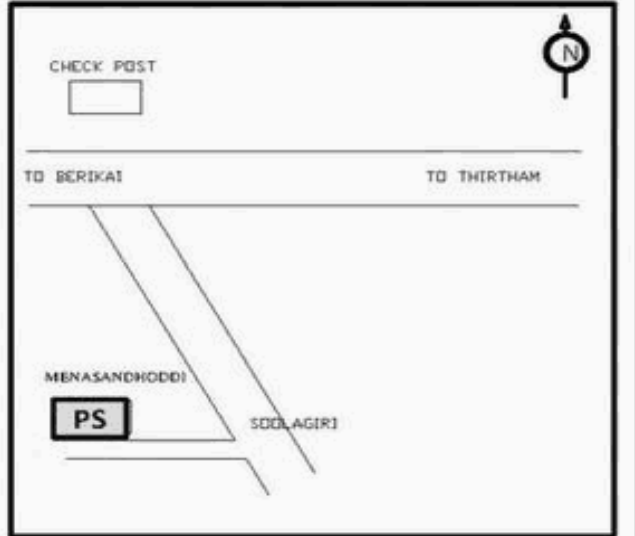 N
CHECK POST
TO BERIKAI
TO THIRTHAM
MENASANDHODDI
PS
SOOLAGIRI